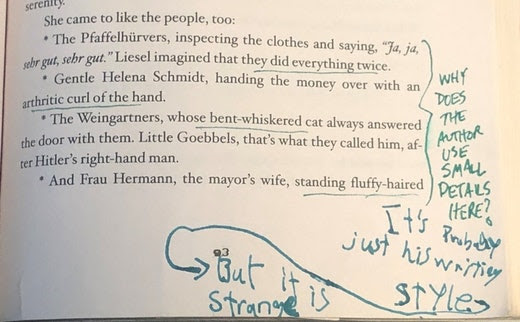 serenity.
She came to like the people, too:
* The Pfaffelhürvers, inspecting the clothes and saying, "Ja, ja,
sehr gut, sehr gut." Liesel imagined that they did everything twice.
* Gentle Helena Schmidt, handing the money over with an
arthritic curl of the hand.
* The Weingartners, whose bent-whiskered cat always answered
the door with them. Little Goebbels, that's what they called him, af-
ter Hitler's right-hand man.
* And Frau Hermann, the mayor's wife, standing fluffy-haired
WHY
DOES
THE
AUTHOR
USE
SMALL
DETAILS
HERE?
It's Probably
just his writing
style
93
But it is
strange